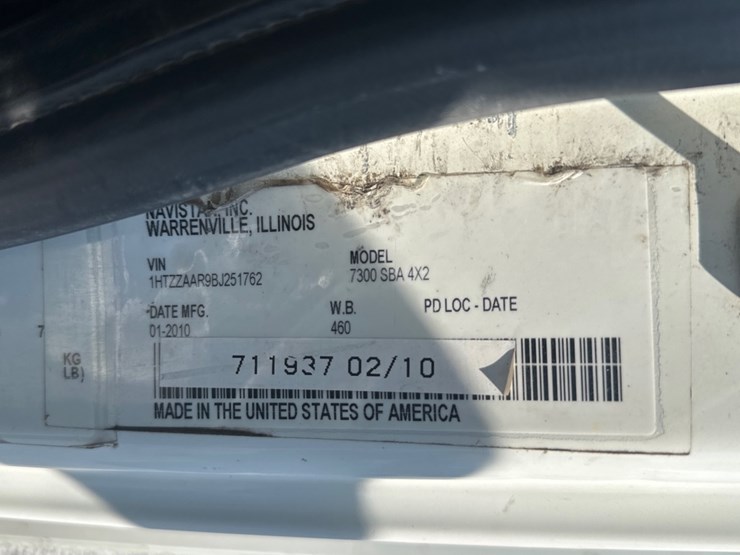 NAVISTAR, INC.
WARRENVILLE, ILLINOIS
VIN
1HTZZAAR9BJ251762
MODEL
7300 SBA 4X2
DATE MFG.
01-2010
W.B.
460
PD LOC - DATE
7
KG
LB)
711937 02/10
MADE IN THE UNITED STATES OF AMERICA